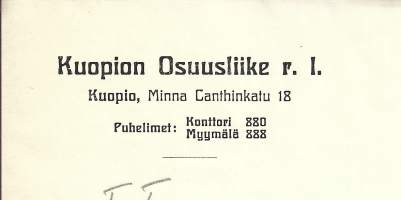 Kuopion Osuusliike r. l.
Kuopio, Minna Canthinkatu 18
Puhelimet: Konttori 880
Myymälä 888